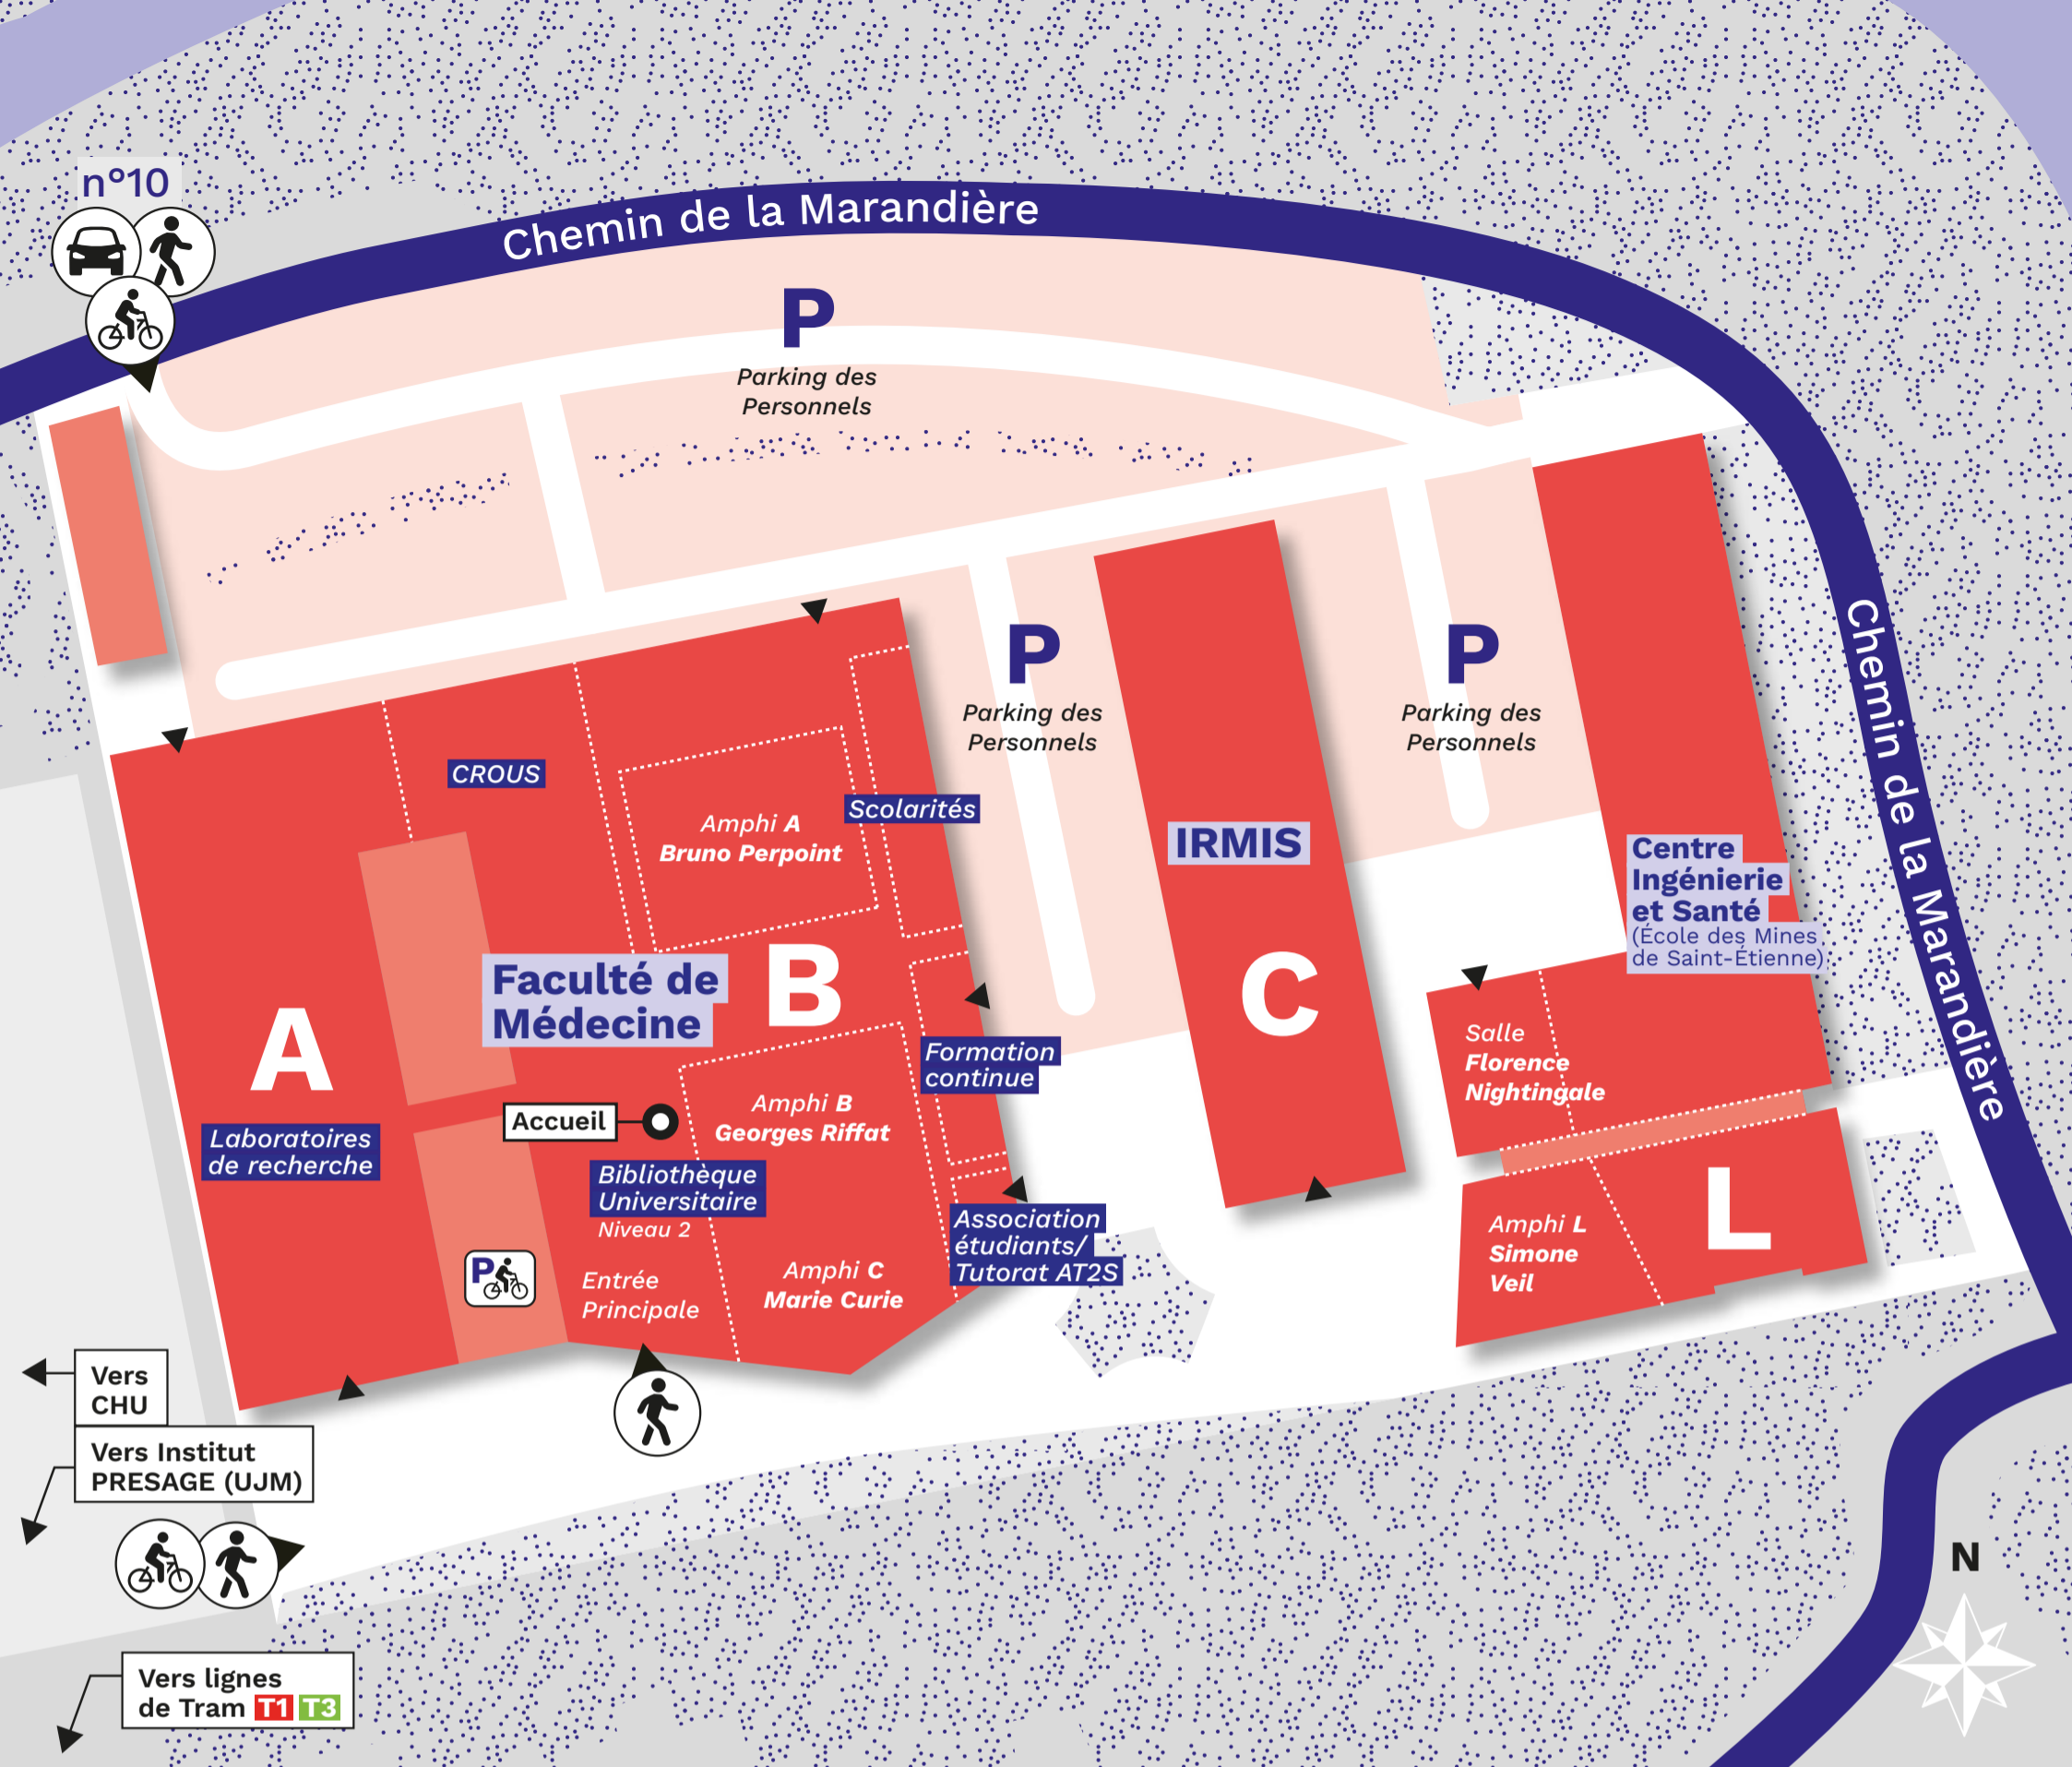 n°10
Chemin de la Marandière
P
Parking des
Personnels
P
Parking des
Personnels
P
Parking des
Personnels
Chemin de la Marandière
CROUS
Amphi A
Bruno Perpoint
Scolarités
IRMIS
Centre
Ingénierie
et Santé
(École des Mines
de Saint-Étienne)
Faculté de
Médecine
A
B
C
Laboratoires
de recherche
Accueil
Amphi B
Georges Riffat
Formation
continue
Salle
Florence
Nightingale
Bibliothèque
Universitaire
Niveau 2
Association
étudiants/
Tutorat AT2S
L
Amphi L
Simone
Veil
P
Entrée
Principale
Amphi C
Marie Curie
Vers
CHU
Vers Institut
PRESAGE (UJM)
Vers lignes
de Tram T1 T3
N